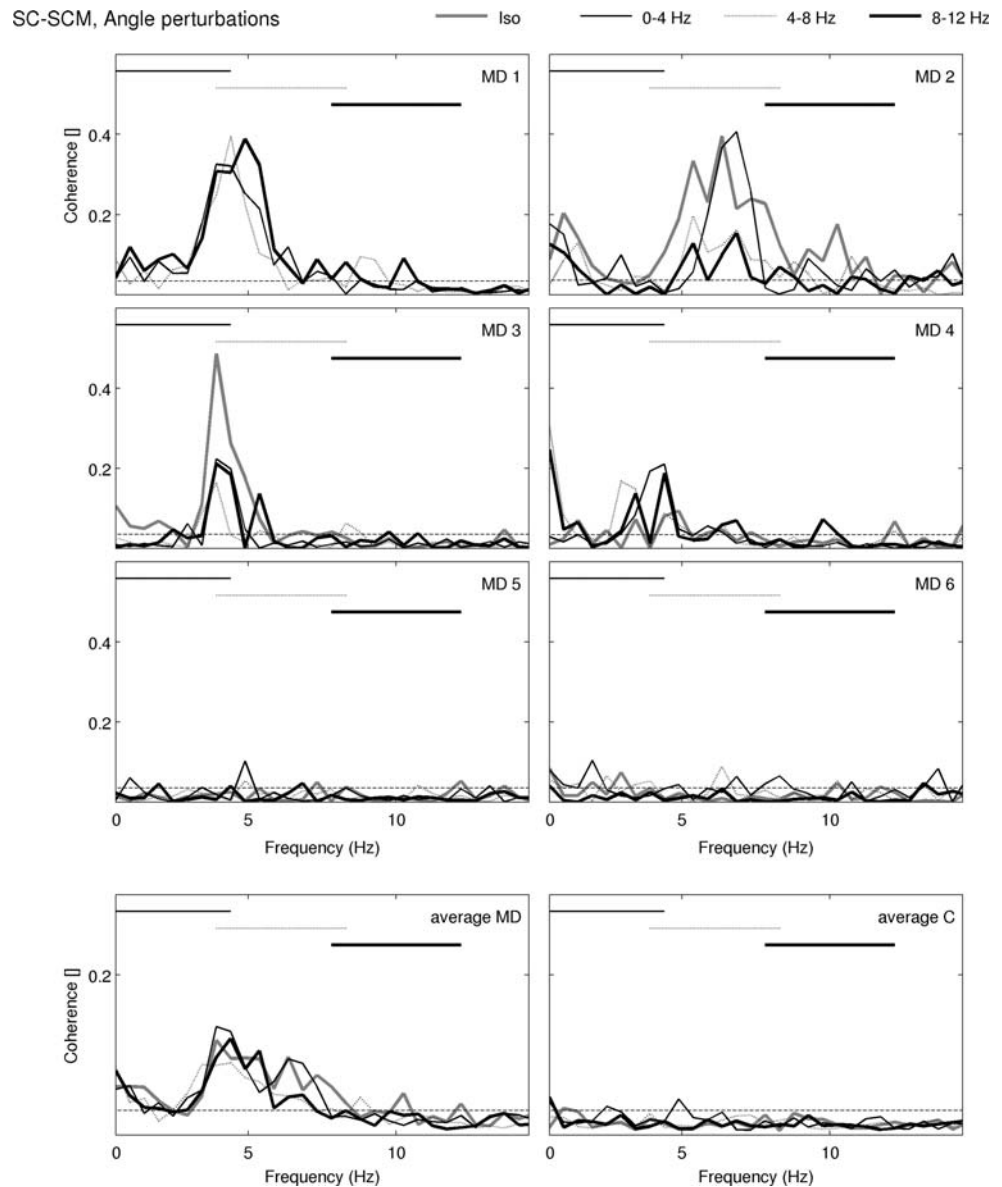 SC-SCM, Angle perturbations Iso 0-4 Hz 4-8 Hz 8-12 Hz
MD 1 MD 2
Coherence []
0.4
0.2
MD 3 MD 4
0.4
0.2
MD 5 MD 6
0.4
0.2
0 5 10 0 5 10
Frequency (Hz) Frequency (Hz)
average MD average C
Coherence []
0.2
0 5 10 0 5 10
Frequency (Hz) Frequency (Hz)